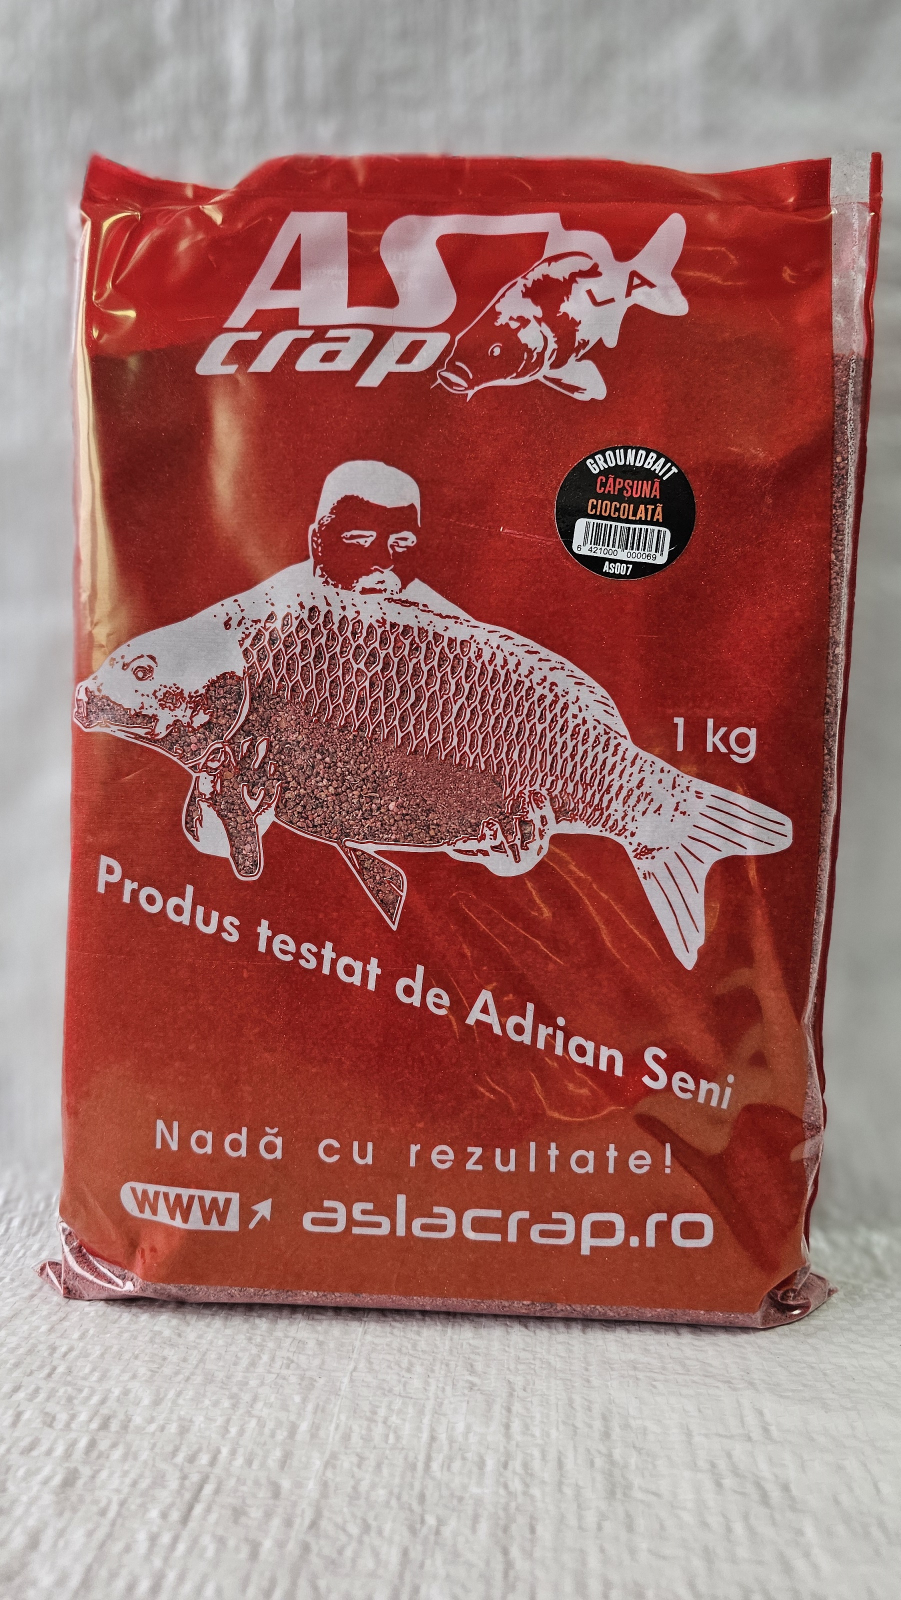 AS
LA
crap
GROUNDBAIT
CĂPȘUNĂ
CIOCOLATĂ
6 421000 000069
As007
1 kg
Produs testat de Adrian Seni
Nadă cu rezultate!
WWW aslacrap.ro